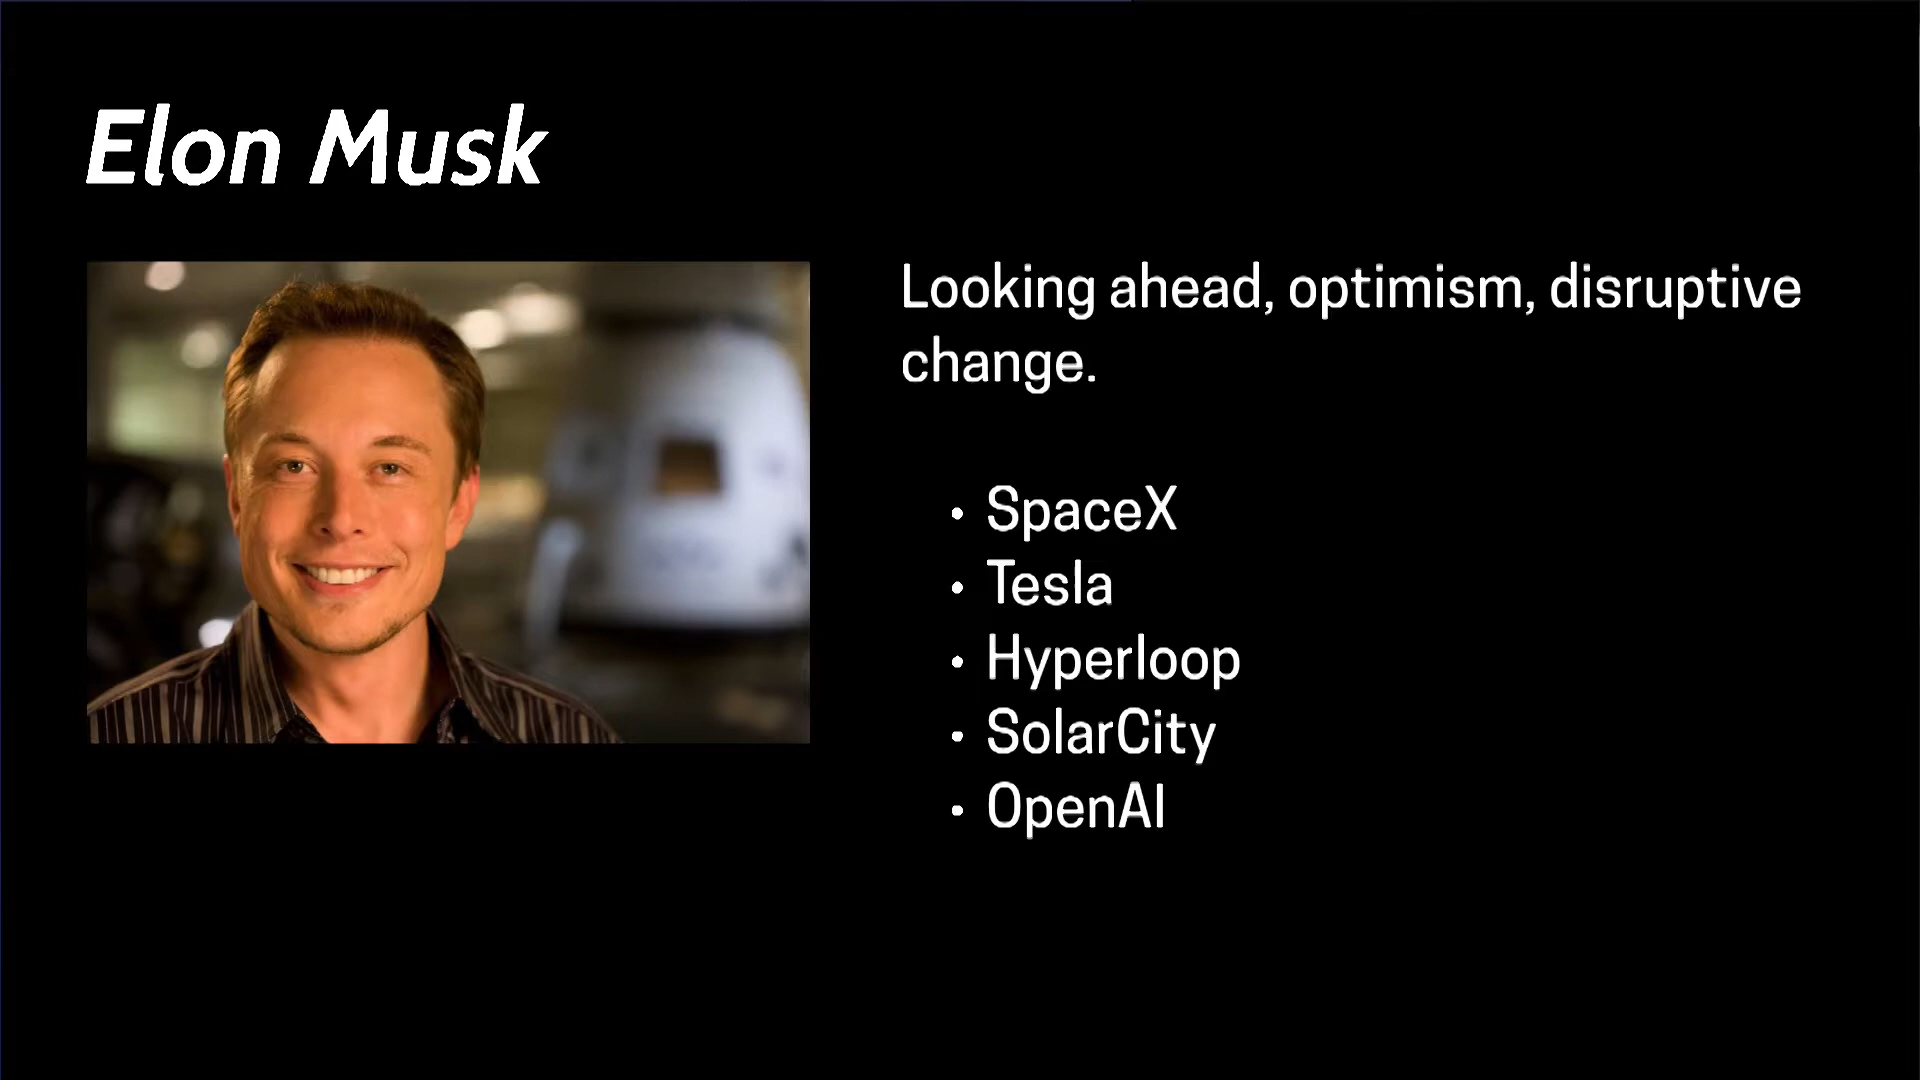 Elon Musk
Looking ahead, optimism, disruptive
change.
• SpaceX
• Tesla
• Hyperloop
• SolarCity
• OpenAI